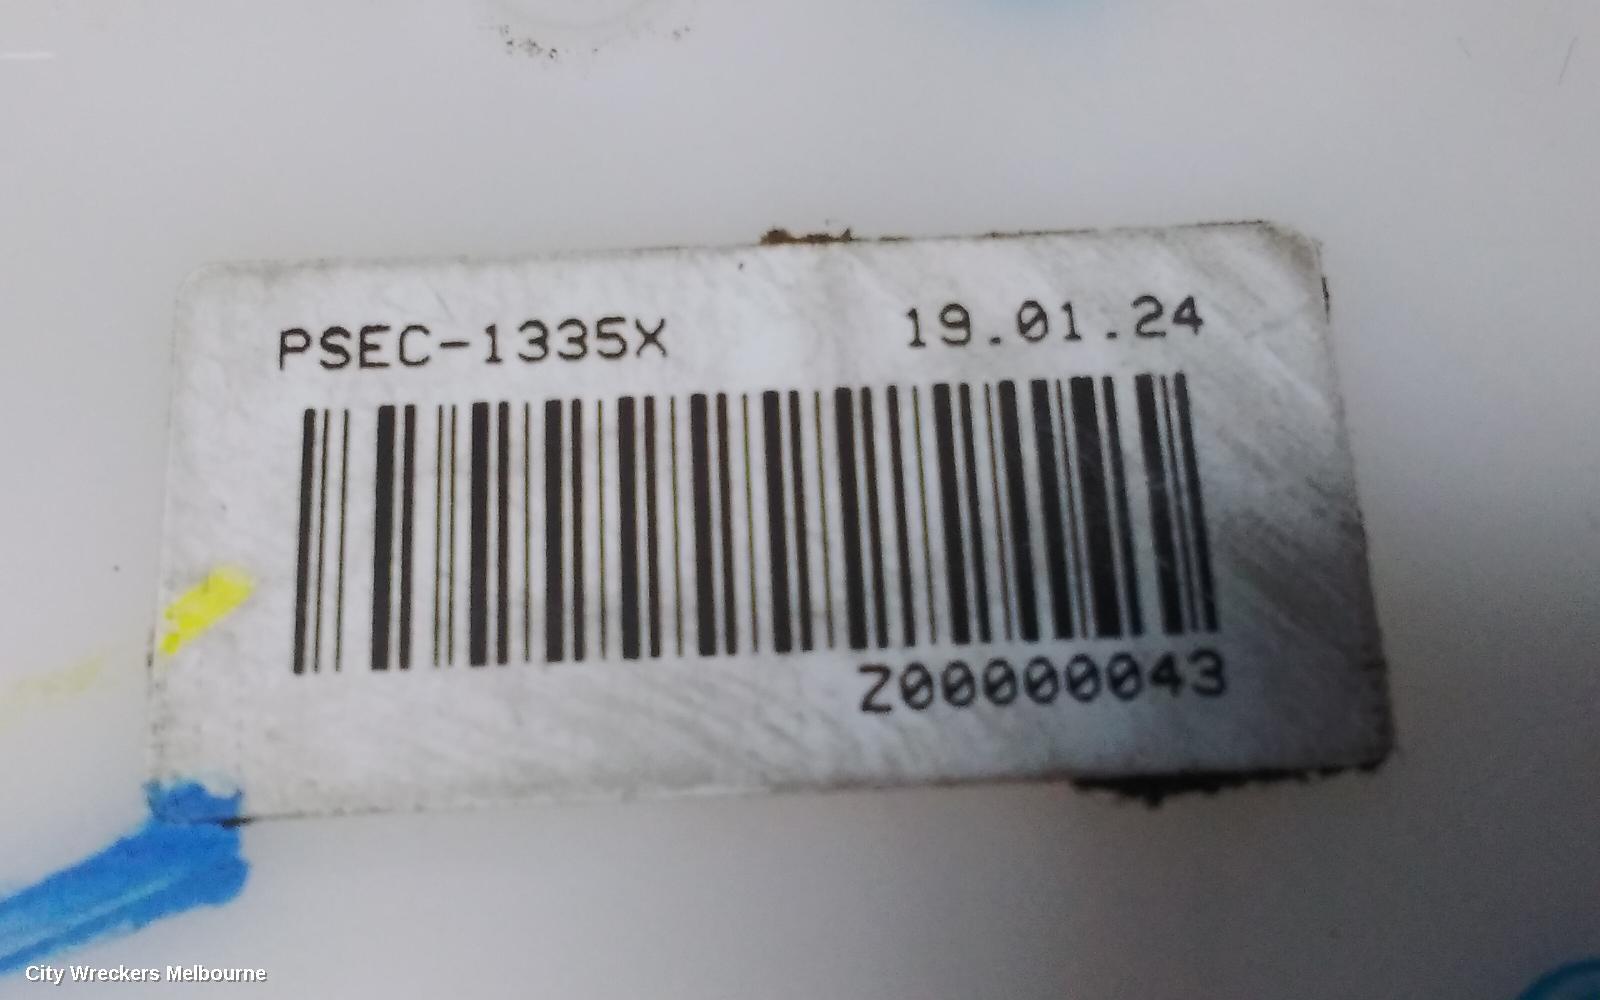 PSEC-1335X 19.01.24
Z00000043
City Wreckers Melbourne